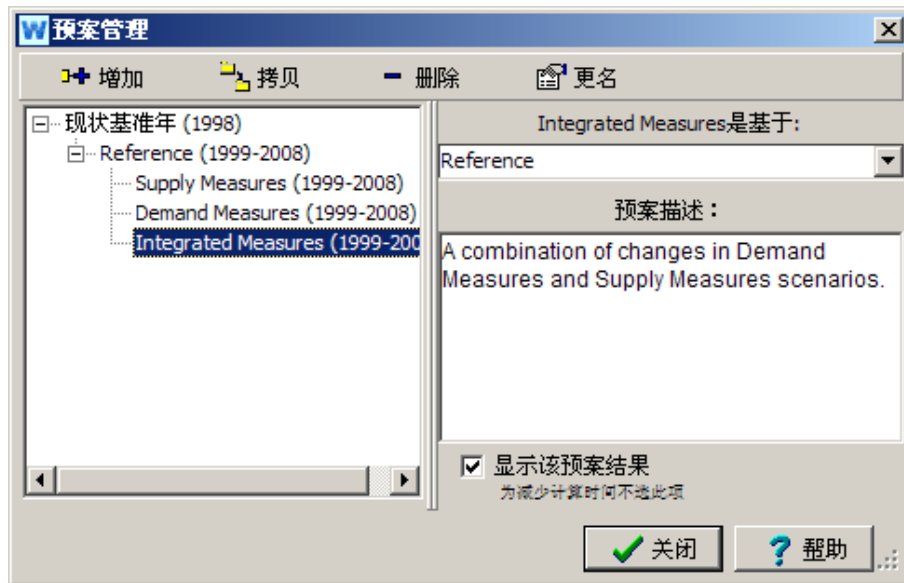 W 预案管理
增加 拷贝 删除 更名
现状基准年 (1998)
Reference (1999-2008)
Supply Measures (1999-2008)
Demand Measures (1999-2008)
Integrated Measures (1999-200
Integrated Measures是基于:
Reference
预案描述：
A combination of changes in Demand
Measures and Supply Measures scenarios.
显示该预案结果
为减少计算时间不选此项
关闭 帮助